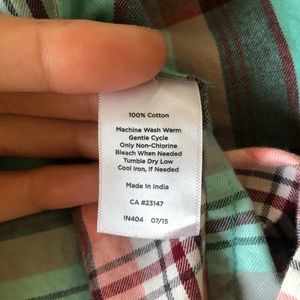 100% Cotton
Machine Wash Warm
Gentle Cycle
Only Non-Chlorine
Bleach When Needed
Tumble Dry Low
Cool Iron, If Needed
Made In India
CA #23147
IN404 07/15